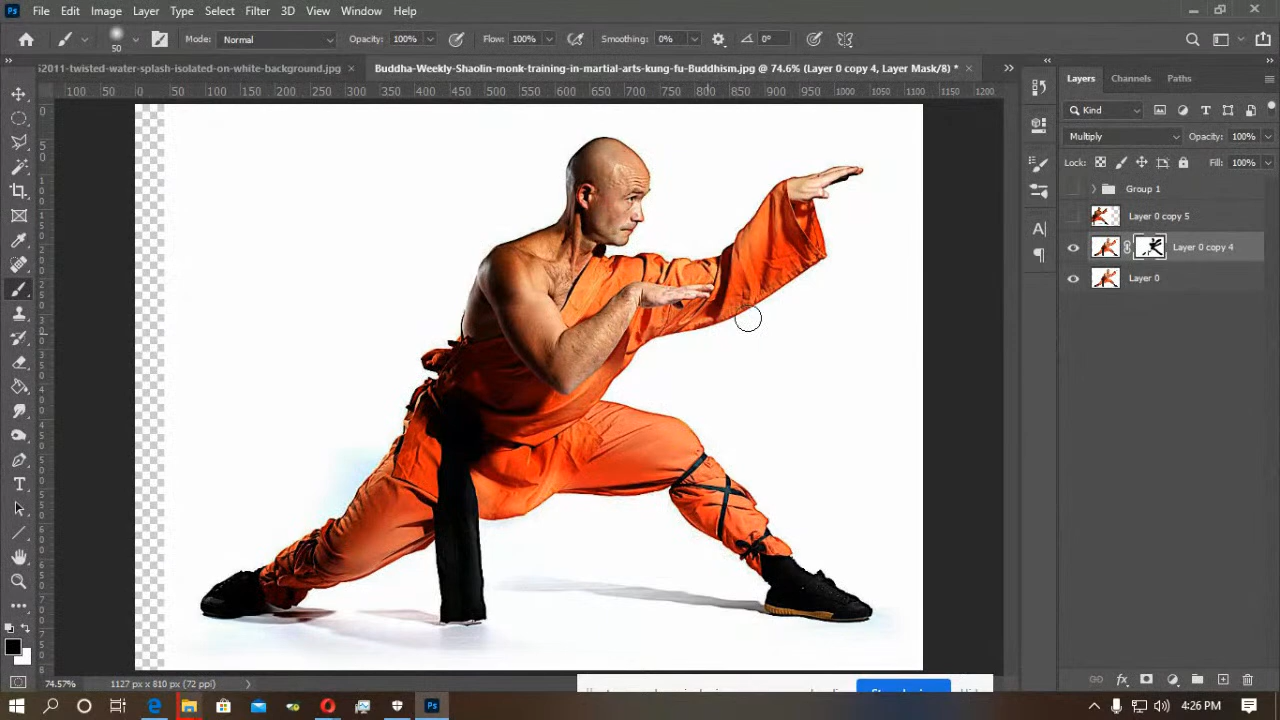 Ps File Edit Image Layer Type Select Filter 3D View Window Help
50 Mode: Normal Opacity: 100% Flow: 100% Smoothing: 0% 0°
62011-twisted-water-splash-isolated-on-white-background.jpg × Buddha-Weekly-Shaolin-monk-training-in-martial-arts-kung-fu-Buddhism.jpg @ 74.6% (Layer 0 copy 4, Layer Mask/8) * ×
100 50 0 50 100 150 200 250 300 350 400 450 500 550 600 650 700 750 800 850 900 950 1000 1050 1100 1150 1200
Layers Channels Paths
Kind
Multiply Opacity: 100%
Lock: Fill: 100%
Group 1
Layer 0 copy 5
Layer 0 copy 4
Layer 0
74.57% 1127 px x 810 px (72 ppi)
Ps 4:26 PM